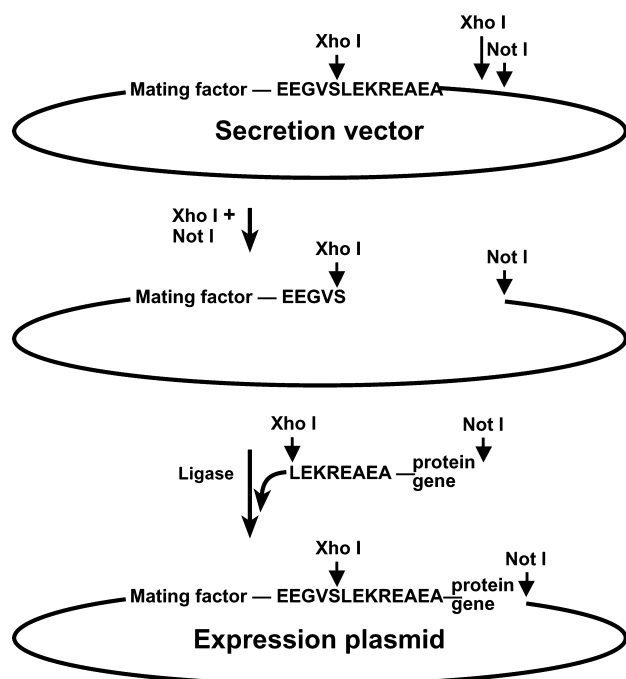 Xho I
Xho I
Not I
Mating factor — EEGVSLEKREAEA
Secretion vector
Xho I +
Not I
Xho I
Not I
Mating factor — EEGVS
Xho I
Not I
Ligase
LEKREAEA — protein
gene
Xho I
Not I
Mating factor — EEGVSLEKREAEA—protein
gene
Expression plasmid